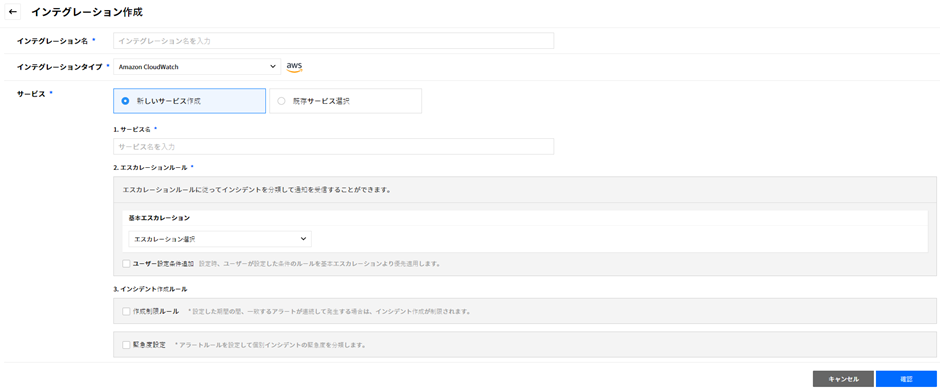 インテグレーション作成
インテグレーション名 *
インテグレーション名を入力
インテグレーションタイプ *
Amazon CloudWatch
aws
サービス *
新しいサービス作成
既存サービス選択
1. サービス名 *
サービス名を入力
2. エスカレーションルール *
エスカレーションルールに従ってインシデントを分類して通知を受信することができます。
基本エスカレーション
エスカレーション選択
ユーザー設定条件追加 設定時、ユーザーが設定した条件のルールを基本エスカレーションより優先適用します。
3. インシデント作成ルール
作成制限ルール * 設定した期間の間、一致するアラートが連続して発生する場合は、インシデント作成が制限されます。
緊急度設定 * アラートルールを設定して個別インシデントの緊急度を分類します。
キャンセル
確認